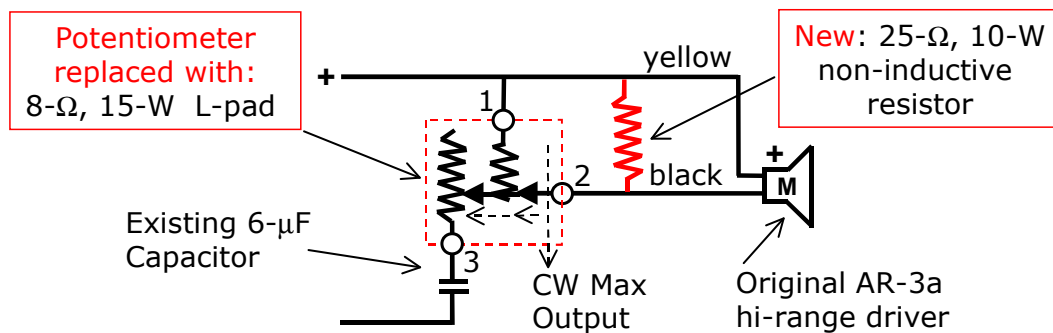 Potentiometer
replaced with:
8-Ω, 15-W L-pad
+
yellow
New: 25-Ω, 10-W
non-inductive
resistor
1
2
black
+
M
Existing 6-μF
Capacitor
3
CW Max
Output
Original AR-3a
hi-range driver